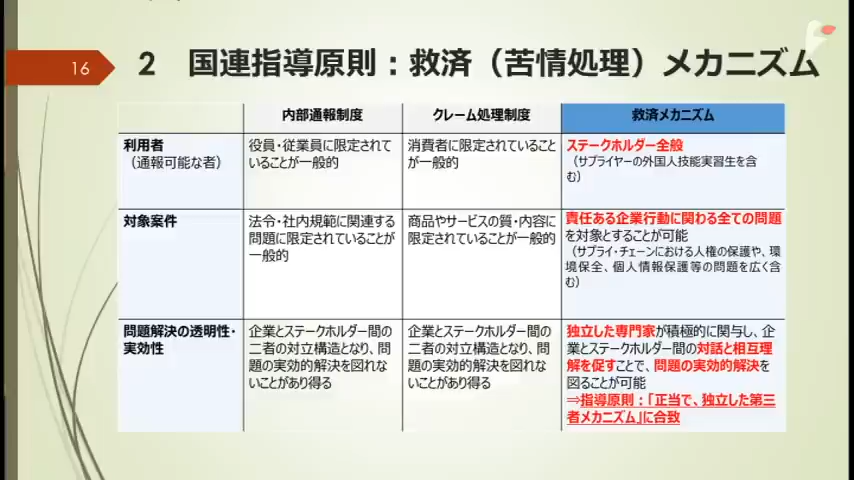 16
2 国連指導原則：救済（苦情処理）メカニズム
内部通報制度
クレーム処理制度
救済メカニズム
利用者
（通報可能な者）
役員・従業員に限定されて
いることが一般的
消費者に限定されていること
が一般的
ステークホルダー全般
（サプライヤーの外国人技能実習生を含
む）
対象案件
法令・社内規範に関連する
問題に限定されていることが
一般的
商品やサービスの質・内容に
限定されていることが一般的
責任ある企業行動に関わる全ての問題
を対象とすることが可能
（サプライ・チェーンにおける人権の保護や、環
境保全、個人情報保護等の問題を広く含
む）
問題解決の透明性・
実効性
企業とステークホルダー間の
二者の対立構造となり、問
題の実効的解決を図れな
いことがあり得る
企業とステークホルダー間の
二者の対立構造となり、問
題の実効的解決を図れな
いことがあり得る
独立した専門家が積極的に関与し、企
業とステークホルダー間の対話と相互理
解を促すことで、問題の実効的解決を
図ることが可能
⇒指導原則：「正当で、独立した第三
者メカニズム」に合致